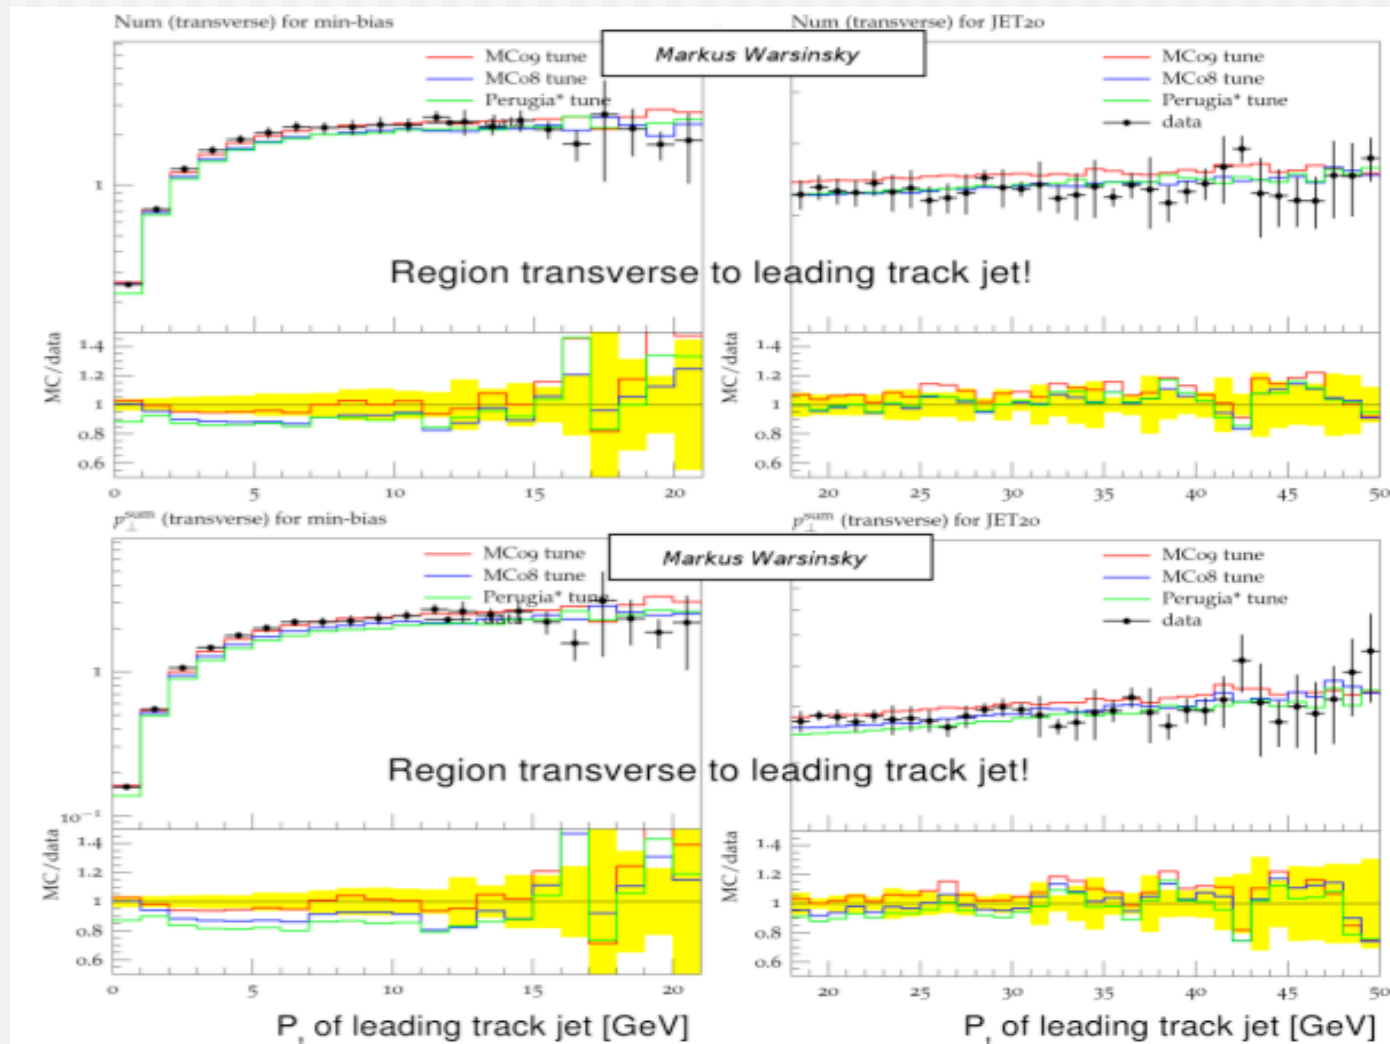 Num (transverse) for min-bias
Num (transverse) for JET20
Markus Warsinsky
MC09 tune
MC08 tune
Perugia* tune
data
MC09 tune
MC08 tune
Perugia* tune
data
1
Region transverse to leading track jet!
MC/data
1.4
1.2
1
0.8
0.6
MC/data
1.4
1.2
1
0.8
0.6
0 5 10 15 20
20 25 30 35 40 45 50
p⊥^sum (transverse) for min-bias
p⊥^sum (transverse) for JET20
Markus Warsinsky
MC09 tune
MC08 tune
Perugia* tune
data
MC09 tune
MC08 tune
Perugia* tune
data
1
10⁻¹
Region transverse to leading track jet!
MC/data
1.4
1.2
1
0.8
0.6
MC/data
1.4
1.2
1
0.8
0.6
0 5 10 15 20
20 25 30 35 40 45 50
Pt of leading track jet [GeV]
Pt of leading track jet [GeV]